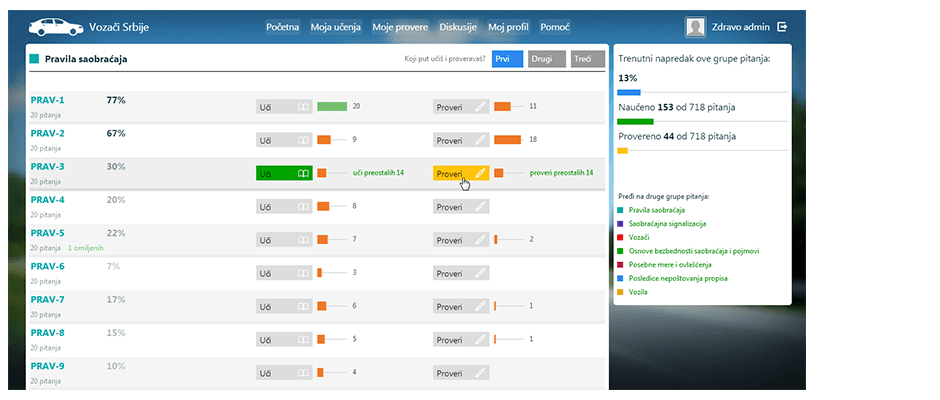 Vozači Srbije
Početna Moja učenja Moje provere Diskusije Moj profil Pomoć
Zdravo admin
Pravila saobraćaja
Koji put učiš i proveravaš? Prvi Drugi Treći
PRAV-1 77% Uči 20 Proveri 11
20 pitanja
PRAV-2 67% Uči 9 Proveri 18
20 pitanja
PRAV-3 30% Uči uči preostalih 14 Proveri proveri preostalih 14
20 pitanja
PRAV-4 20% Uči 8 Proveri
20 pitanja
PRAV-5 22% Uči 7 Proveri 2
20 pitanja 1 omiljenih
PRAV-6 7% Uči 3 Proveri
20 pitanja
PRAV-7 17% Uči 6 Proveri 1
20 pitanja
PRAV-8 15% Uči 5 Proveri 1
20 pitanja
PRAV-9 10% Uči 4 Proveri
20 pitanja
Trenutni napredak ove grupe pitanja:
13%
Naučeno 153 od 718 pitanja
Provereno 44 od 718 pitanja
Pređi na druge grupe pitanja:
Pravila saobraćaja
Saobraćajna signalizacija
Vozači
Osnove bezbednosti saobraćaja i pojmovi
Posebne mere i ovlašćenja
Posledice nepoštovanja propisa
Vozila